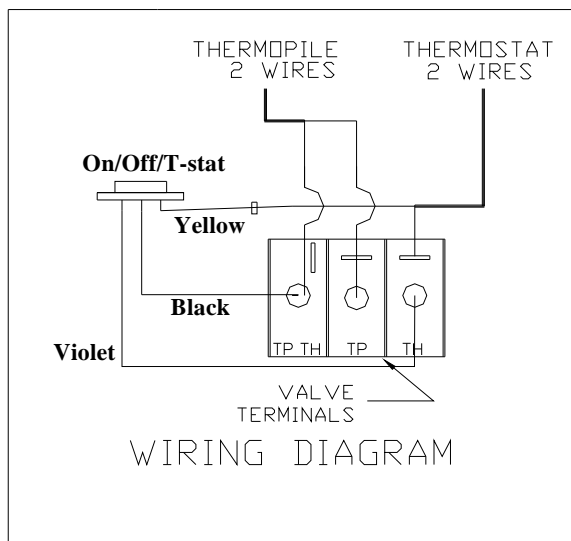 THERMOPILE
2 WIRES
THERMOSTAT
2 WIRES
On/Off/T-stat
Yellow
Black
Violet
TP TH
TP
TH
VALVE
TERMINALS
WIRING DIAGRAM